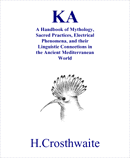 KA
A Handbook of Mythology,
Sacred Practices, Electrical
Phenomena, and their
Linguistic Connections in
the Ancient Mediterranean
World
H.Crosthwaite